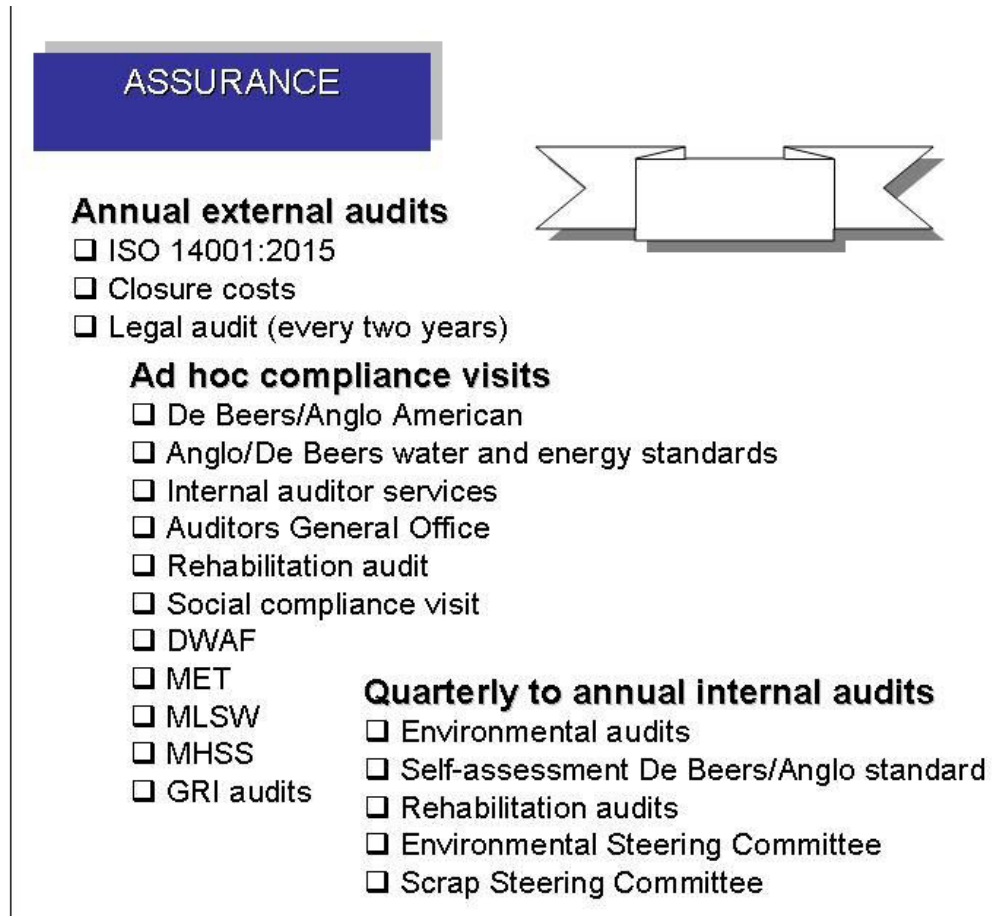 ASSURANCE
Annual external audits
❑ ISO 14001:2015
❑ Closure costs
❑ Legal audit (every two years)
Ad hoc compliance visits
❑ De Beers/Anglo American
❑ Anglo/De Beers water and energy standards
❑ Internal auditor services
❑ Auditors General Office
❑ Rehabilitation audit
❑ Social compliance visit
❑ DWAF
❑ MET
❑ MLSW
❑ MHSS
❑ GRI audits
Quarterly to annual internal audits
❑ Environmental audits
❑ Self-assessment De Beers/Anglo standard
❑ Rehabilitation audits
❑ Environmental Steering Committee
❑ Scrap Steering Committee